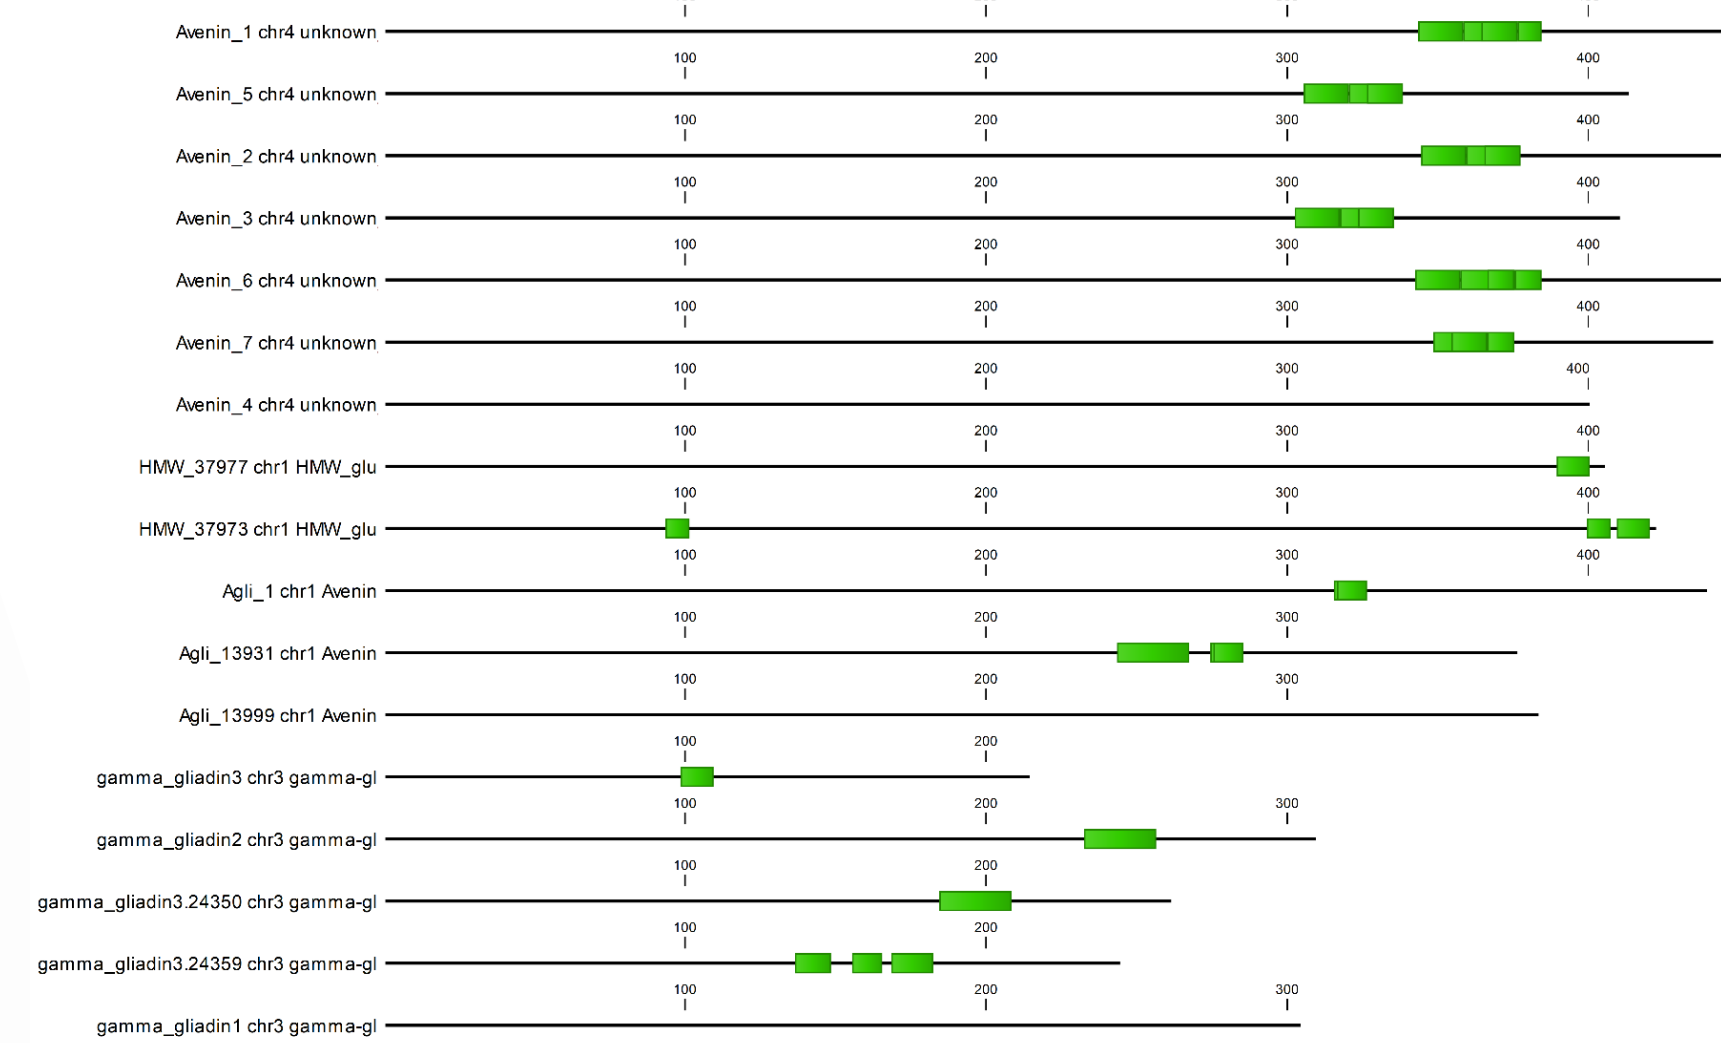 Avenin_1 chr4 unknown
100 200 300 400
Avenin_5 chr4 unknown
100 200 300 400
Avenin_2 chr4 unknown
100 200 300 400
Avenin_3 chr4 unknown
100 200 300 400
Avenin_6 chr4 unknown
100 200 300 400
Avenin_7 chr4 unknown
100 200 300 400
Avenin_4 chr4 unknown
100 200 300 400
HMW_37977 chr1 HMW_glu
100 200 300 400
HMW_37973 chr1 HMW_glu
100 200 300 400
Agli_1 chr1 Avenin
100 200 300
Agli_13931 chr1 Avenin
100 200 300
Agli_13999 chr1 Avenin
100 200
gamma_gliadin3 chr3 gamma-gl
100 200 300
gamma_gliadin2 chr3 gamma-gl
100 200
gamma_gliadin3.24350 chr3 gamma-gl
100 200
gamma_gliadin3.24359 chr3 gamma-gl
100 200 300
gamma_gliadin1 chr3 gamma-gl